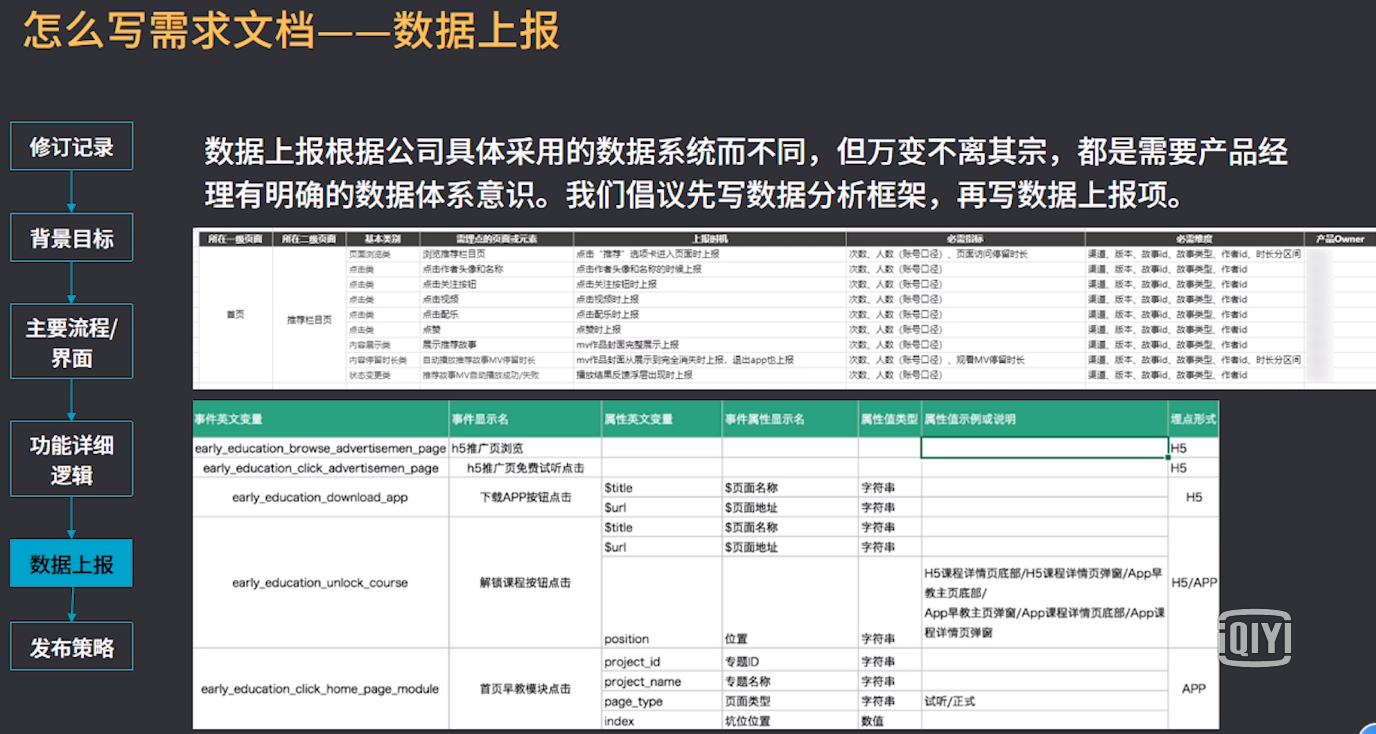 怎么写需求文档——数据上报
修订记录
背景目标
主要流程/
界面
功能详细
逻辑
数据上报
发布策略
数据上报根据公司具体采用的数据系统而不同，但万变不离其宗，都是需要产品经
理有明确的数据体系意识。我们倡议先写数据分析框架，再写数据上报项。
所在一级页面 所在二级页面 基本类别 需埋点的页面或元素 上报时机 必需指标 必需维度 产品Owner
首页
推荐栏目页
页面浏览类 浏览推荐栏目页 点击“推荐”选项卡进入页面时上报 次数、人数（账号口径）、页面访问停留时长 渠道、版本、故事id、故事类型、作者id、时长分区间
点击类 点击作者头像和名称 点击作者头像和名称的时候上报 次数、人数（账号口径） 渠道、版本、故事id、故事类型、作者id
点击类 点击关注按钮 点击关注按钮时上报 次数、人数（账号口径） 渠道、版本、故事id、故事类型、作者id
点击类 点击视频 点击视频时上报 次数、人数（账号口径） 渠道、版本、故事id、故事类型、作者id
点击类 点击配乐 点击配乐时上报 次数、人数（账号口径） 渠道、版本、故事id、故事类型、作者id
点击类 点赞 点赞时上报 次数、人数（账号口径） 渠道、版本、故事id、故事类型、作者id
内容展示类 展示推荐故事 mv作品封面完整展示上报 次数、人数（账号口径） 渠道、版本、故事id、故事类型、作者id
内容停留时长类 自动播放推荐故事MV停留时长 mv作品封面从展示到完全消失时上报，退出app也上报 次数、人数（账号口径）、观看MV停留时长 渠道、版本、故事id、故事类型、作者id、时长分区间
状态变更类 推荐故事MV自动播放成功/失败 播放结果反馈浮层出现时上报 次数、人数（账号口径） 渠道、版本、故事id、故事类型、作者id
事件英文变量 事件显示名 属性英文变量 事件属性显示名 属性值类型 属性值示例或说明 埋点形式
early_education_browse_advertisemen_page h5推广页浏览 H5
early_education_click_advertisemen_page h5推广页免费试听点击 H5
early_education_download_app 下载APP按钮点击 H5
$title $页面名称 字符串
$url $页面地址 字符串
early_education_unlock_course 解锁课程按钮点击 H5/APP
$title $页面名称 字符串
$url $页面地址 字符串
H5课程详情页底部/H5课程详情页弹窗/App早
教主页底部/
App早教主页弹窗/App课程详情页底部/App课
程详情页弹窗
position 位置 字符串
early_education_click_home_page_module 首页早教模块点击 APP
project_id 专题ID 字符串
project_name 专题名称 字符串
page_type 页面类型 字符串 试听/正式
index 坑位位置 数值
iQIYI